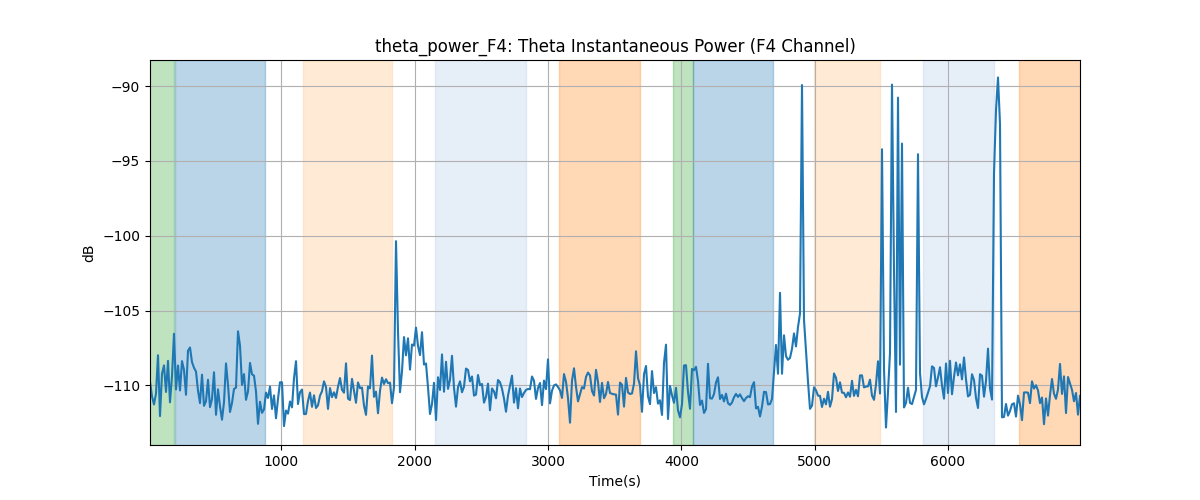 theta_power_F4: Theta Instantaneous Power (F4 Channel)
−90
−95
−100
−105
−110
dB
1000 2000 3000 4000 5000 6000
Time(s)